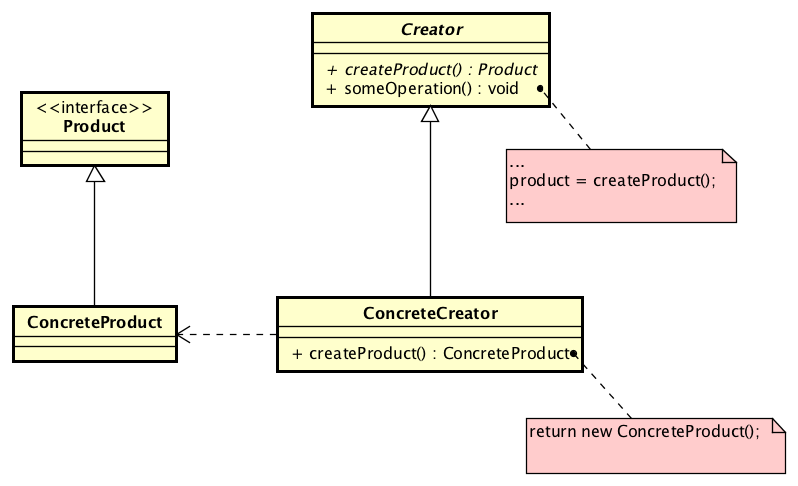 Creator
+ createProduct() : Product
+ someOperation() : void
<<interface>>
Product
...
product = createProduct();
...
ConcreteProduct
ConcreteCreator
+ createProduct() : ConcreteProduct
return new ConcreteProduct();